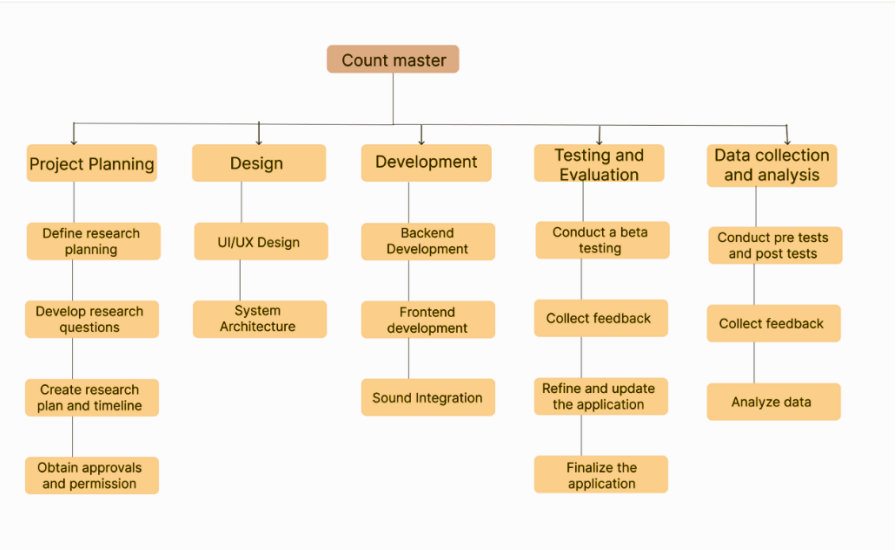 Count master
Project Planning
Define research
planning
Develop research
questions
Create research
plan and timeline
Obtain approvals
and permission
Design
UI/UX Design
System
Architecture
Development
Backend
Development
Frontend
development
Sound Integration
Testing and
Evaluation
Conduct a beta
testing
Collect feedback
Refine and update
the application
Finalize the
application
Data collection
and analysis
Conduct pre tests
and post tests
Collect feedback
Analyze data